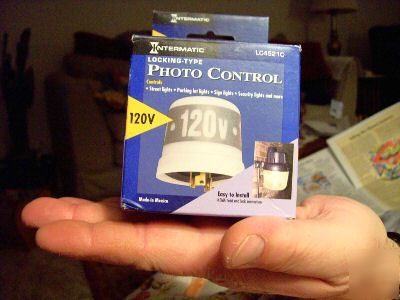 INTERMATIC
INTERMATIC LC4521C
LOCKING-TYPE
PHOTO CONTROL
Controls
• Street lights • Parking lot lights • Sign lights • Security lights and more
120V
120V
Easy to Install
Made in Mexico